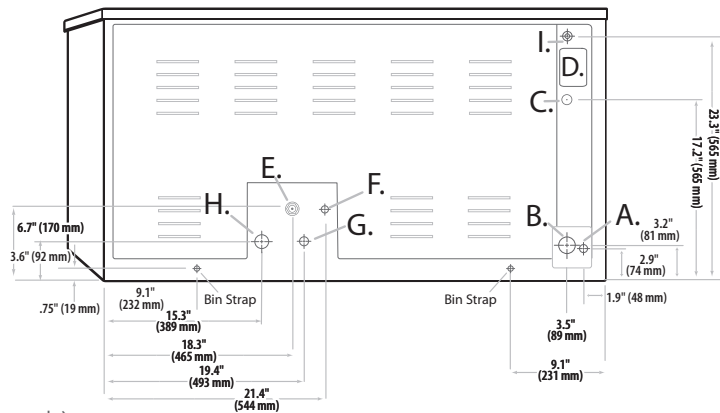 I.
D.
C.
23.3" (565 mm)
17.2" (565 mm)
E.
F.
H.
G.
B.
A.
6.7" (170 mm)
3.6" (92 mm)
3.2"
(81 mm)
2.9"
(74 mm)
.75" (19 mm)
9.1"
(232 mm)
Bin Strap
Bin Strap
1.9" (48 mm)
15.3"
(389 mm)
3.5"
(89 mm)
18.3"
(465 mm)
9.1"
(231 mm)
19.4"
(493 mm)
21.4"
(544 mm)